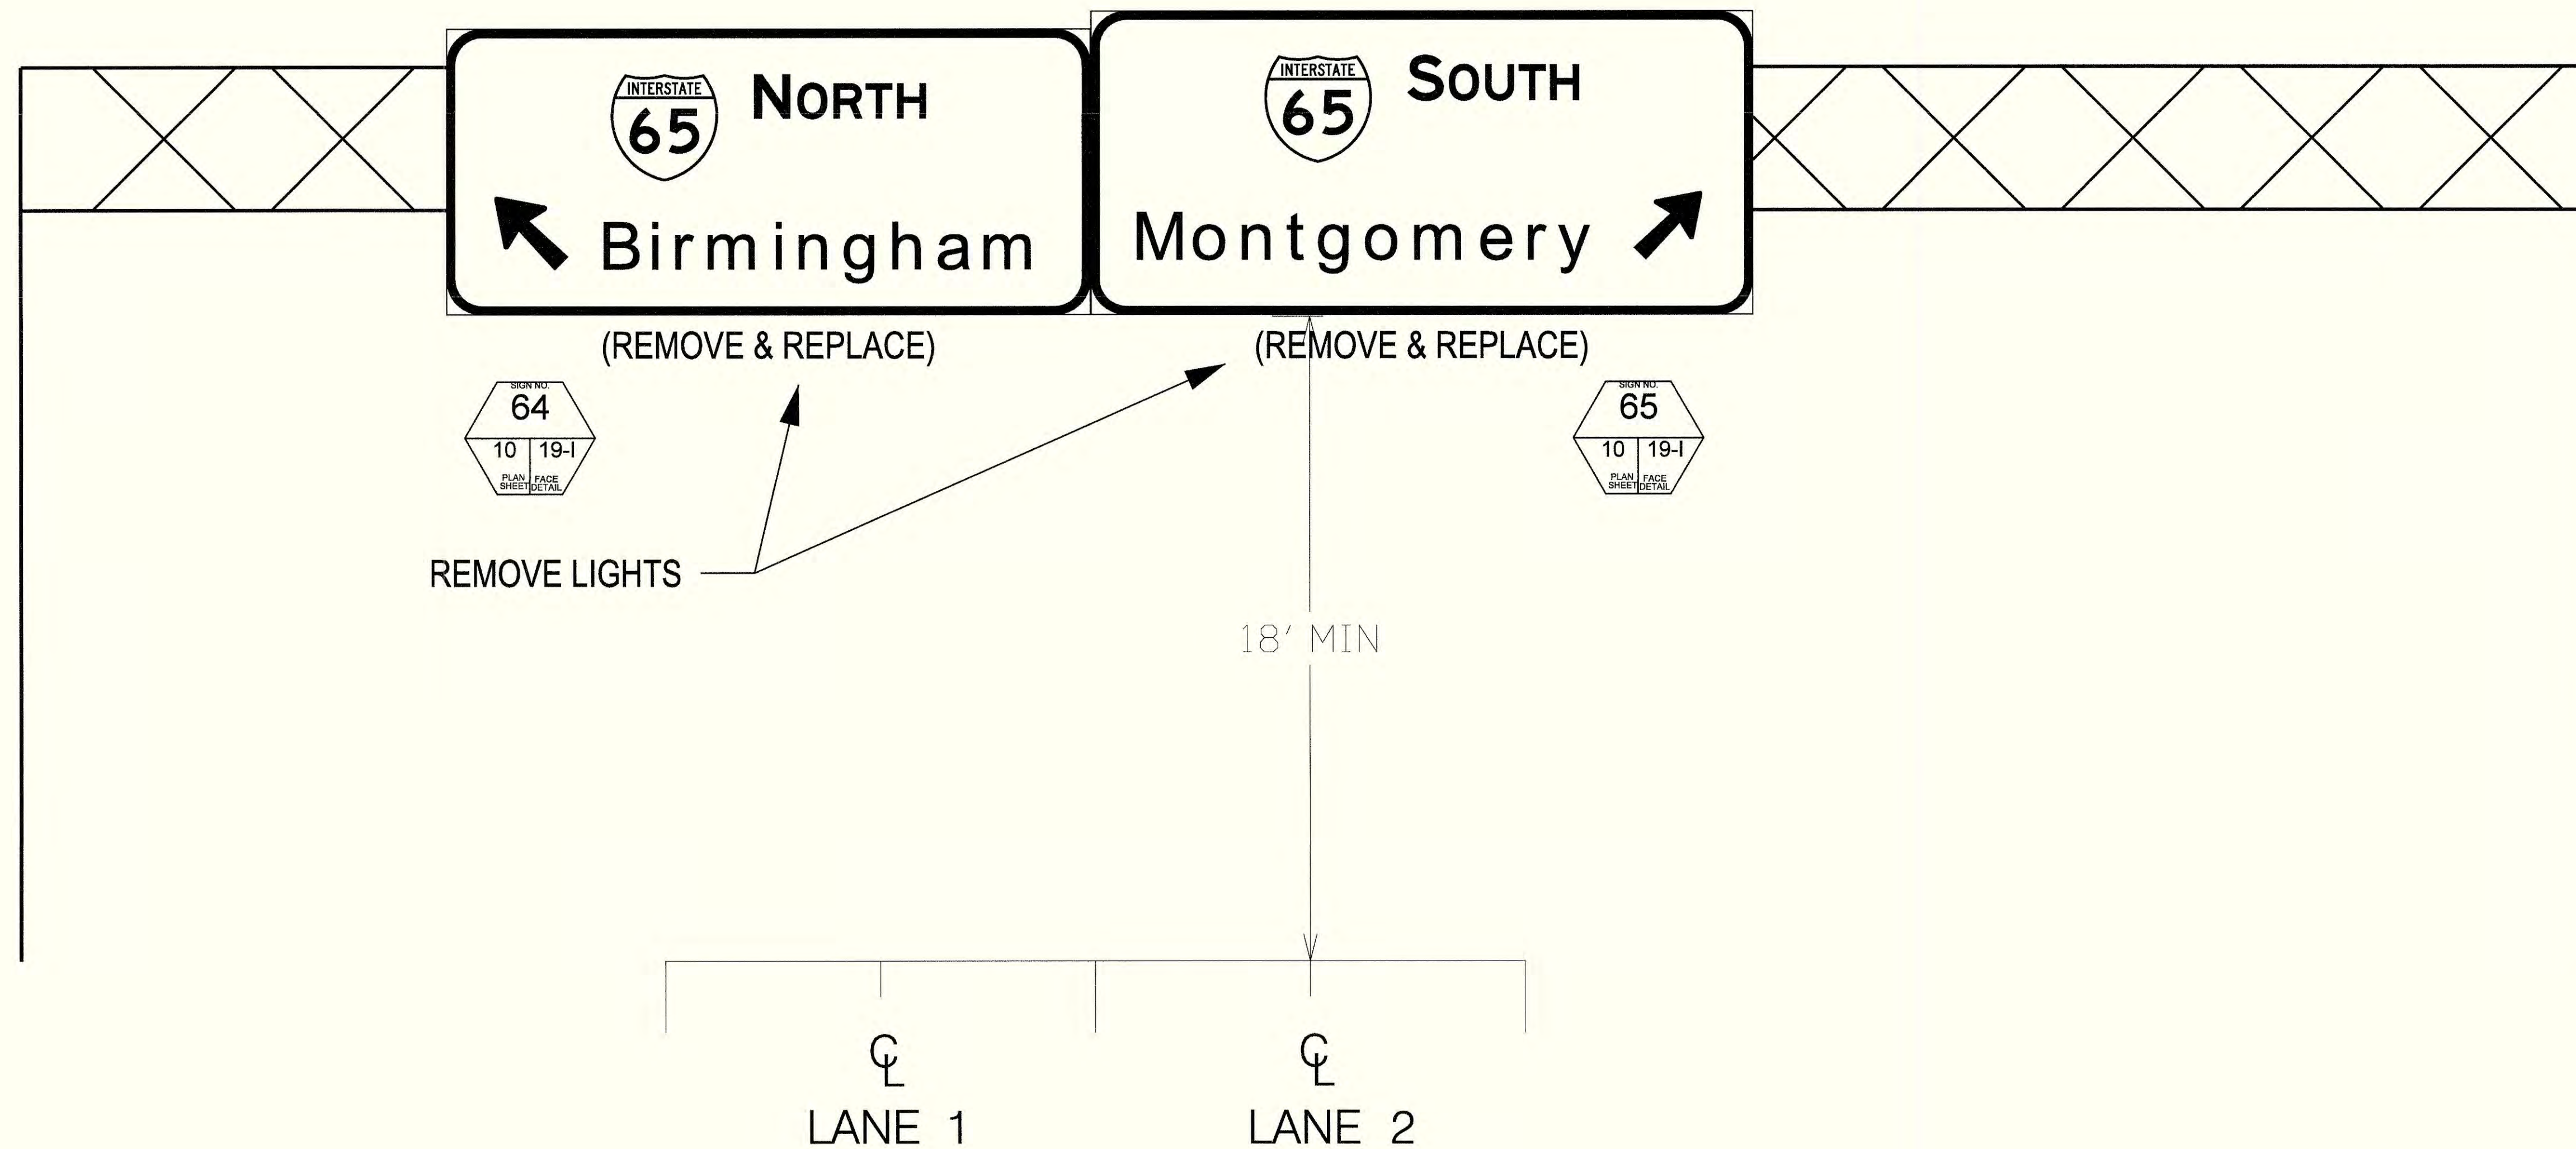 INTERSTATE
65
NORTH
Birmingham
INTERSTATE
65
SOUTH
Montgomery
(REMOVE & REPLACE)
(REMOVE & REPLACE)
SIGN NO.
64
10 19-I
PLAN SHEET
FACE DETAIL
SIGN NO.
65
10 19-I
PLAN SHEET
FACE DETAIL
REMOVE LIGHTS
18' MIN
CL
LANE 1
CL
LANE 2